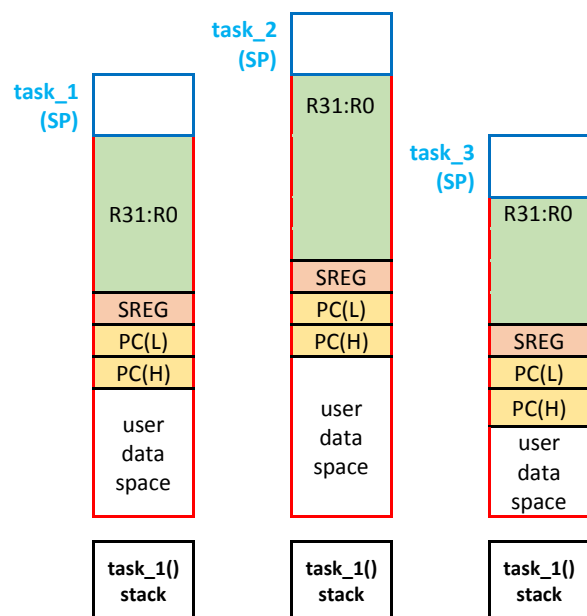 task_1
(SP)
R31:R0
SREG
PC(L)
PC(H)
user
data
space
task_1()
stack
task_2
(SP)
R31:R0
SREG
PC(L)
PC(H)
user
data
space
task_1()
stack
task_3
(SP)
R31:R0
SREG
PC(L)
PC(H)
user
data
space
task_1()
stack